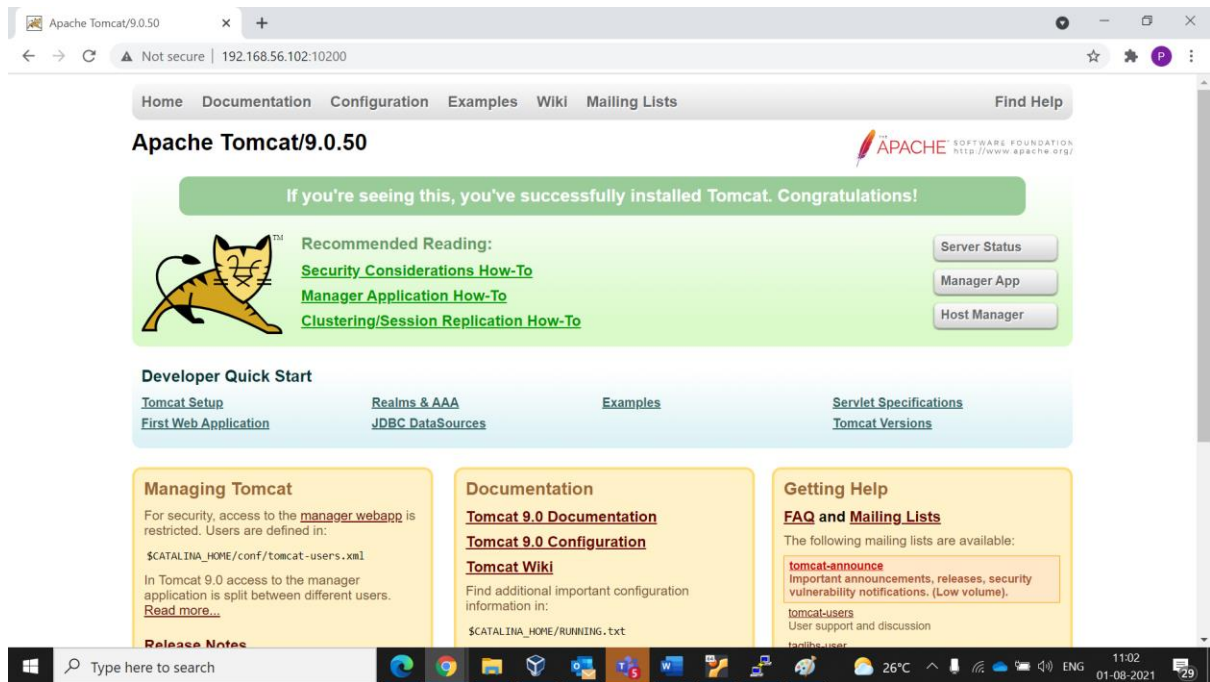 Apache Tomcat/9.0.50
Not secure | 192.168.56.102:10200
P
Home Documentation Configuration Examples Wiki Mailing Lists Find Help
Apache Tomcat/9.0.50
THE
APACHE SOFTWARE FOUNDATION
http://www.apache.org/
If you're seeing this, you've successfully installed Tomcat. Congratulations!
TM
Recommended Reading:
Security Considerations How-To
Manager Application How-To
Clustering/Session Replication How-To
Server Status
Manager App
Host Manager
Developer Quick Start
Tomcat Setup
First Web Application
Realms & AAA
JDBC DataSources
Examples
Servlet Specifications
Tomcat Versions
Managing Tomcat
For security, access to the manager webapp is
restricted. Users are defined in:
$CATALINA_HOME/conf/tomcat-users.xml
In Tomcat 9.0 access to the manager
application is split between different users.
Read more...
Release Notes
Documentation
Tomcat 9.0 Documentation
Tomcat 9.0 Configuration
Tomcat Wiki
Find additional important configuration
information in:
$CATALINA_HOME/RUNNING.txt
Getting Help
FAQ and Mailing Lists
The following mailing lists are available:
tomcat-announce
Important announcements, releases, security
vulnerability notifications. (Low volume).
tomcat-users
User support and discussion
taglibs-user
Type here to search
26°C
ENG
11:02
01-08-2021
29